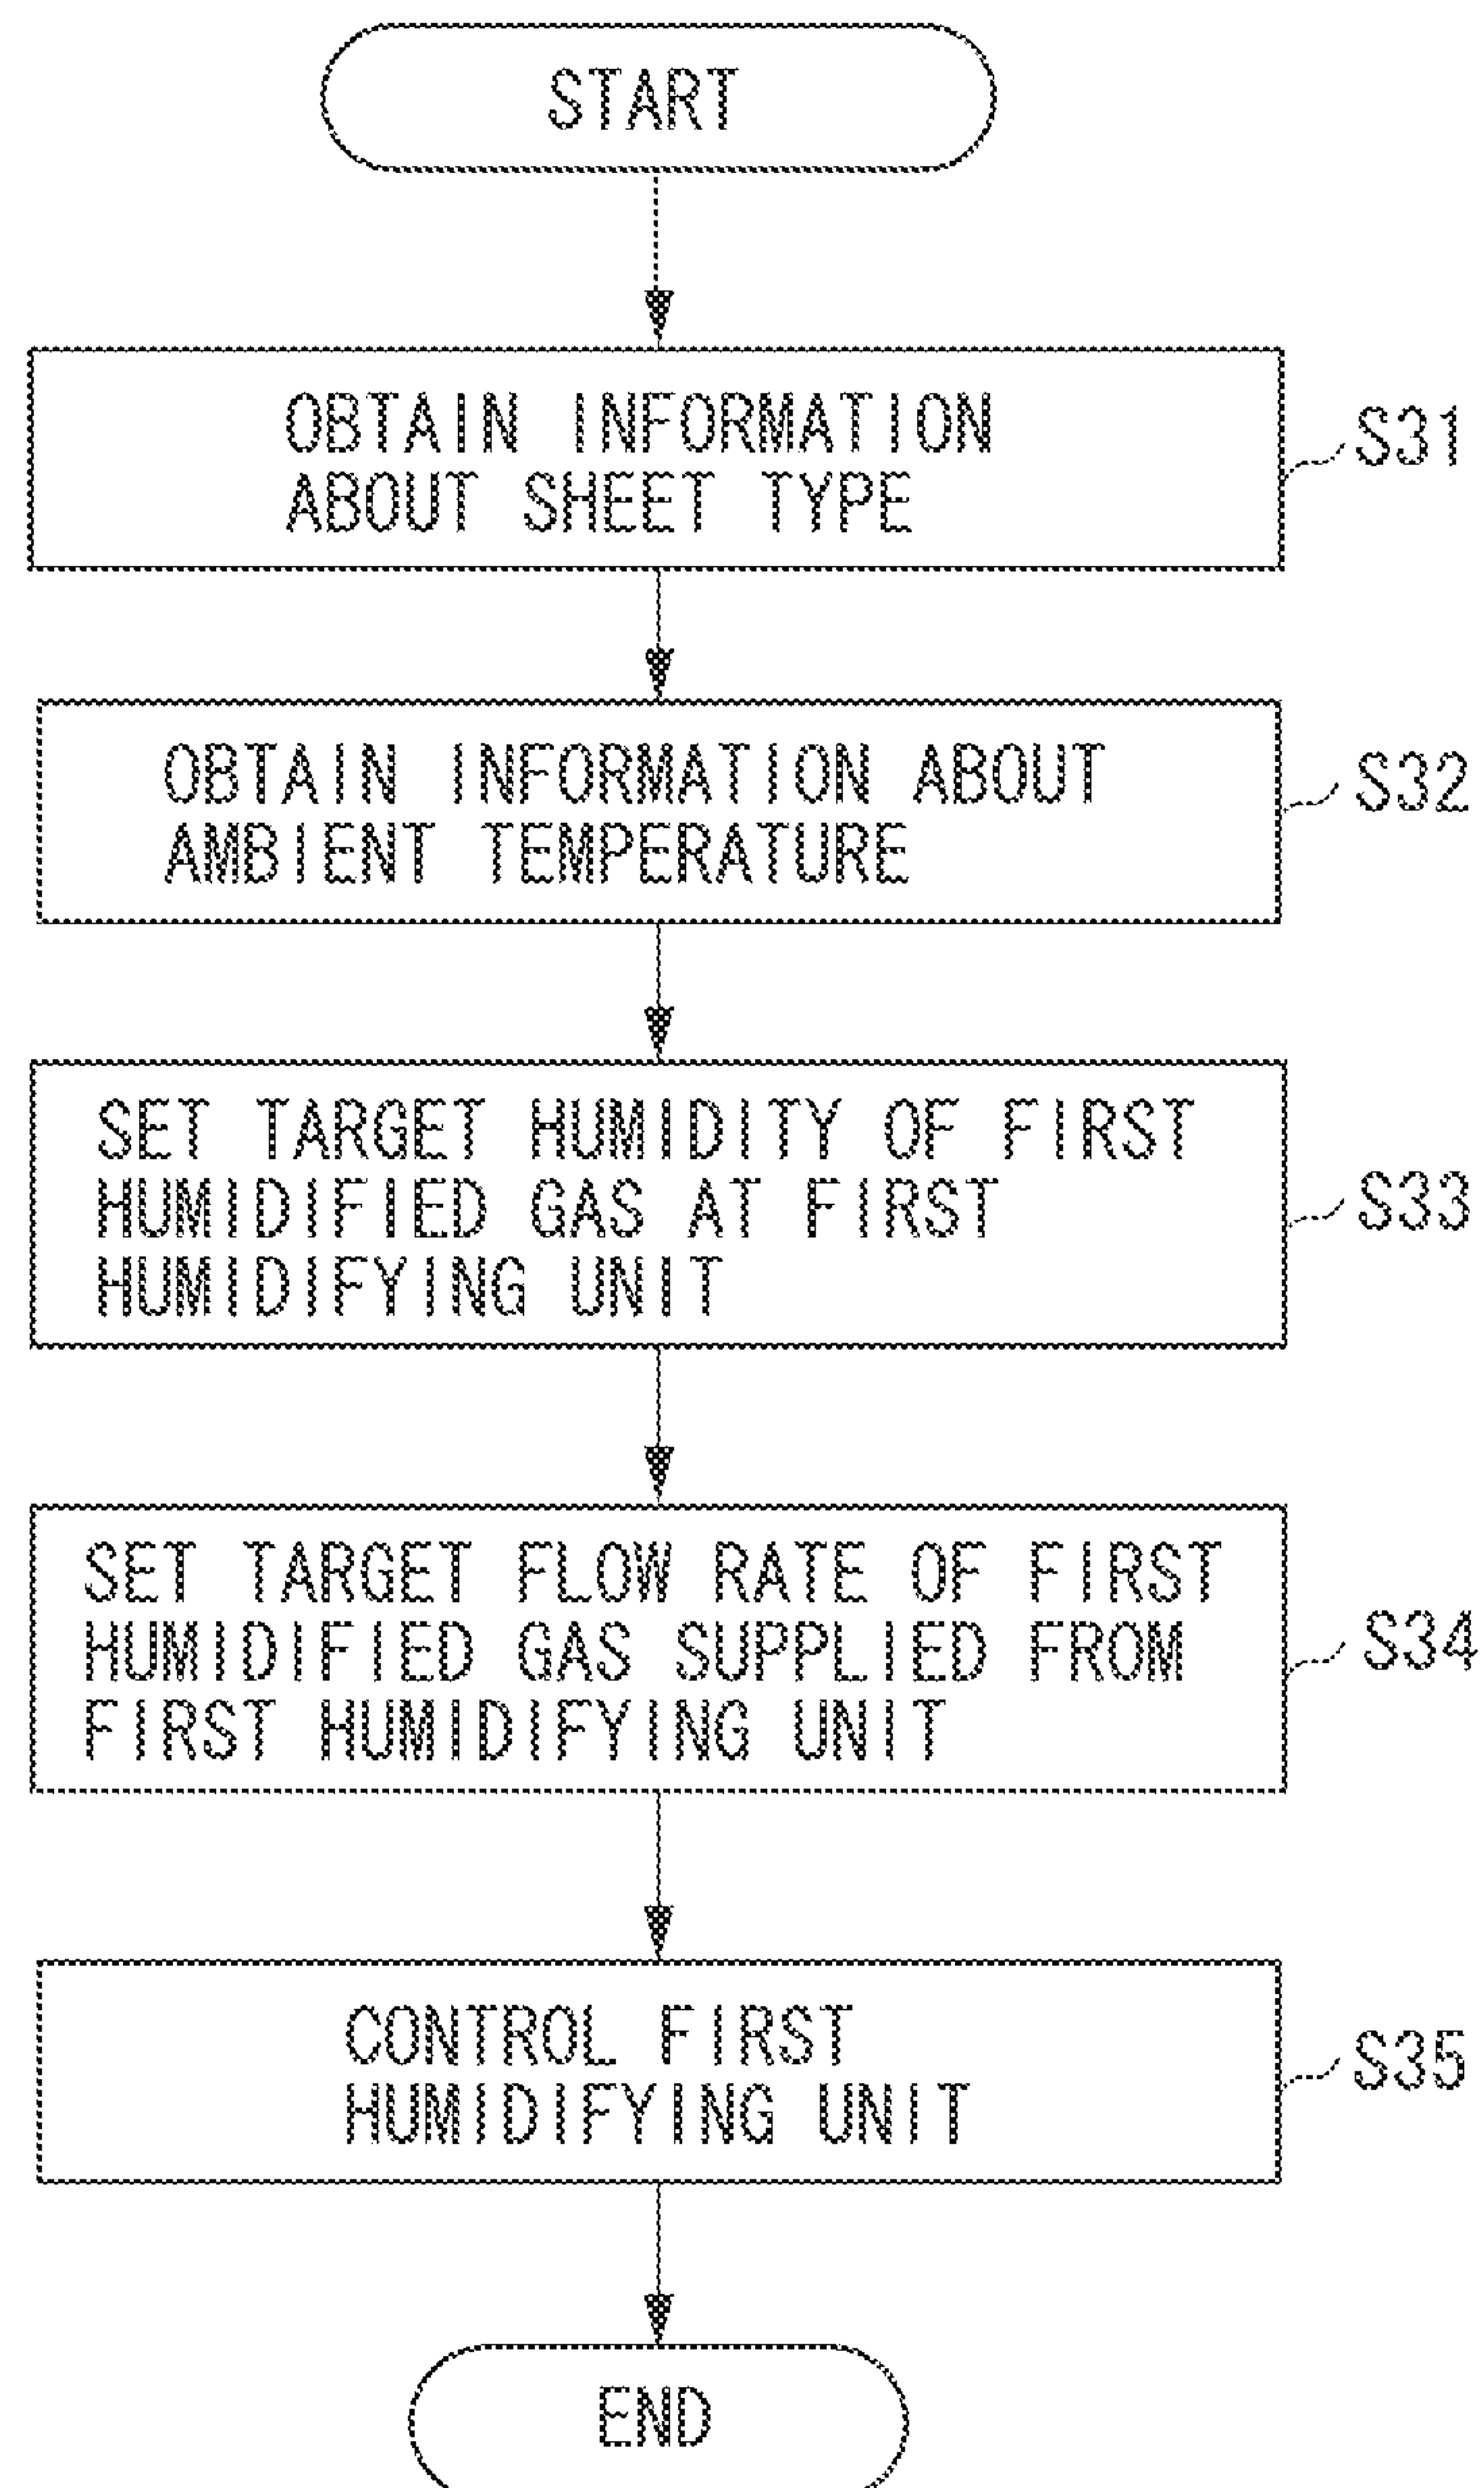 START
OBTAIN INFORMATION
ABOUT SHEET TYPE
S31
OBTAIN INFORMATION ABOUT
AMBIENT TEMPERATURE
S32
SET TARGET HUMIDITY OF FIRST
HUMIDIFIED GAS AT FIRST
HUMIDIFYING UNIT
S33
SET TARGET FLOW RATE OF FIRST
HUMIDIFIED GAS SUPPLIED FROM
FIRST HUMIDIFYING UNIT
S34
CONTROL FIRST
HUMIDIFYING UNIT
S35
END